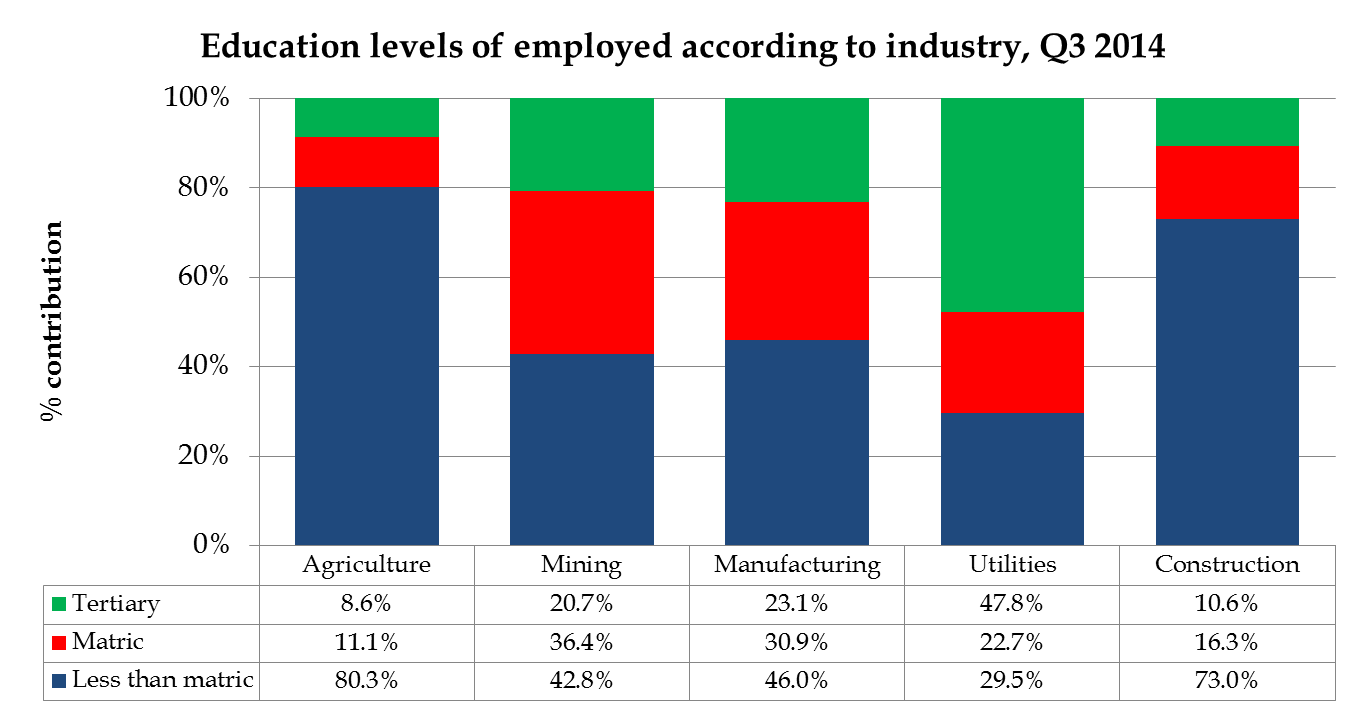 Education levels of employed according to industry, Q3 2014
% contribution
100%
80%
60%
40%
20%
0%
Agriculture Mining Manufacturing Utilities Construction
Tertiary 8.6% 20.7% 23.1% 47.8% 10.6%
Matric 11.1% 36.4% 30.9% 22.7% 16.3%
Less than matric 80.3% 42.8% 46.0% 29.5% 73.0%